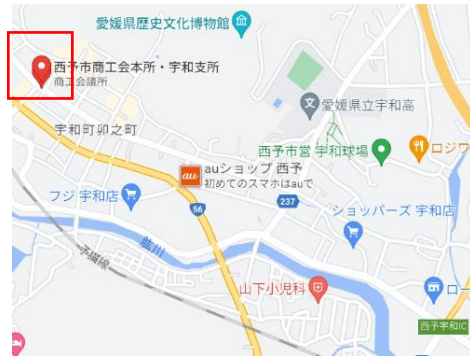 愛媛県歴史文化博物館
西予市商工会本所・宇和支所
商工会議所
愛媛県立宇和高
宇和町卯之町
西予市営 宇和球場
ロジワ
au
auショップ 西予
初めてのスマホはauで
フジ 宇和店
56
237
ショッパーズ 宇和店
肱川
予讃線
山下小児科
ロー
西予宇和IC